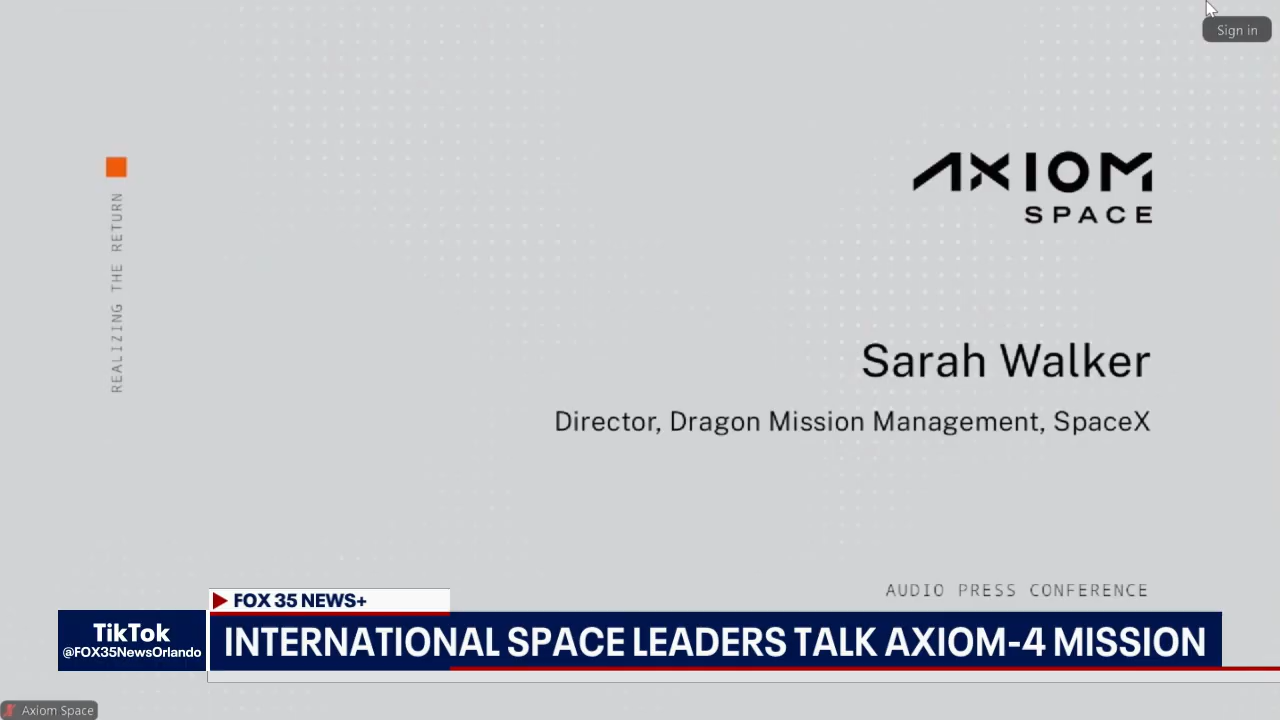 Sign in
REALIZING THE RETURN
AXIOM
SPACE
Sarah Walker
Director, Dragon Mission Management, SpaceX
AUDIO PRESS CONFERENCE
FOX 35 NEWS+
TikTok
@FOX35NewsOrlando
INTERNATIONAL SPACE LEADERS TALK AXIOM-4 MISSION
Axiom Space